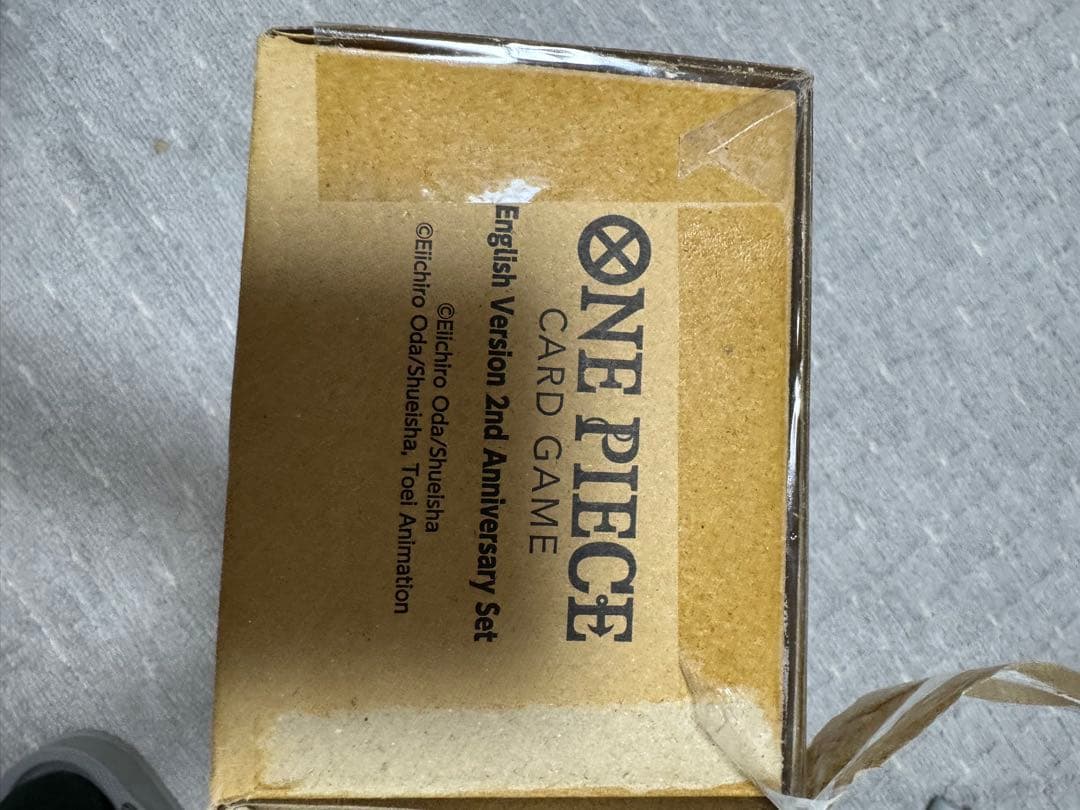 ONE PIECE
CARD GAME
English Version 2nd Anniversary Set
©Eiichiro Oda/Shueisha
©Eiichiro Oda/Shueisha, Toei Animation